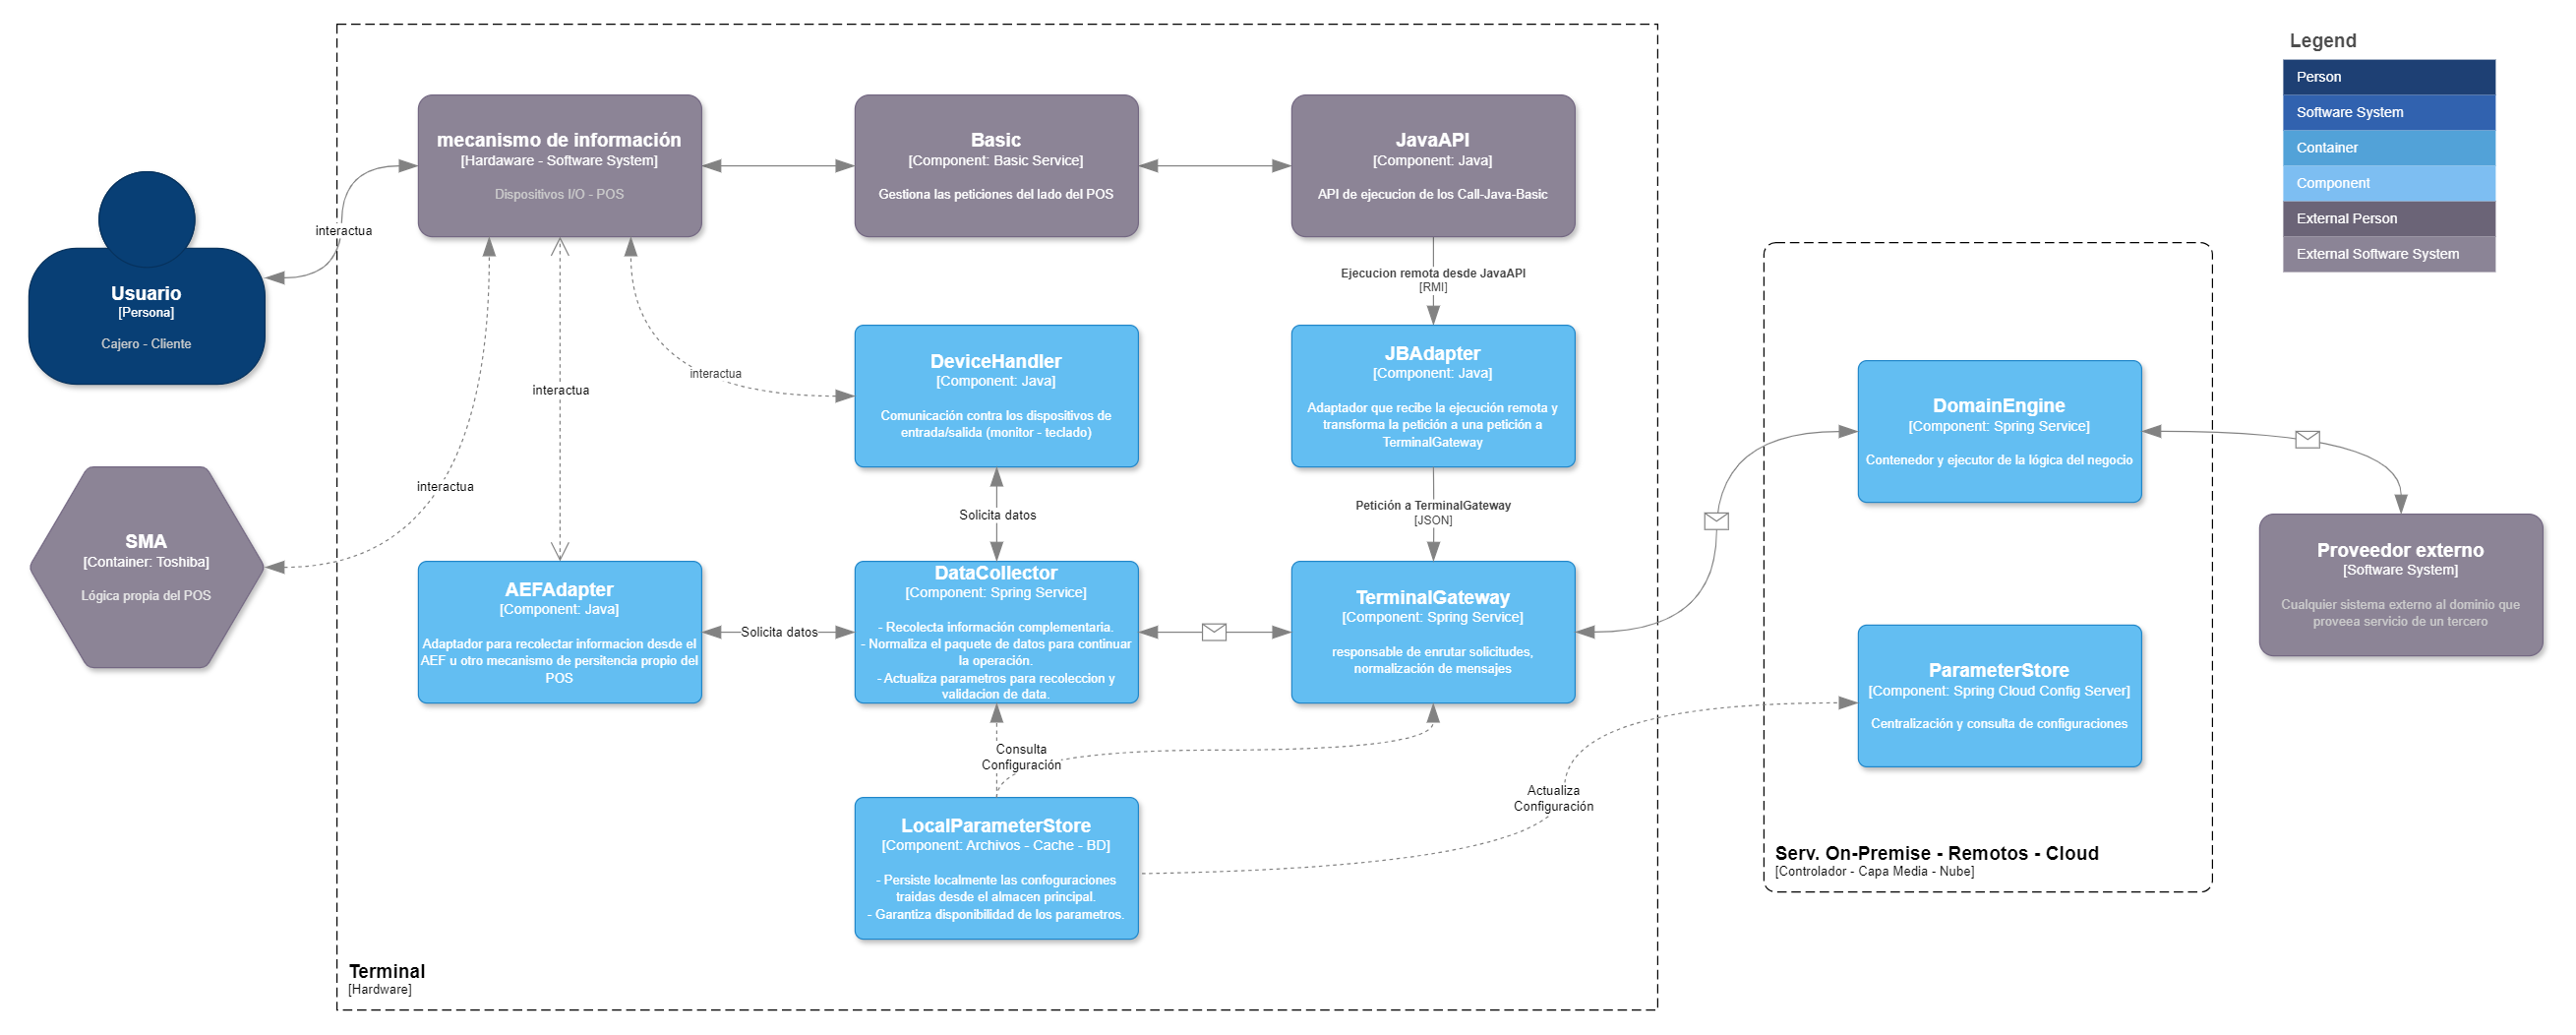 Legend
Person
Software System
Container
Component
External Person
External Software System
mecanismo de información
[Hardaware - Software System]
Dispositivos I/O - POS
Basic
[Component: Basic Service]
Gestiona las peticiones del lado del POS
JavaAPI
[Component: Java]
API de ejecucion de los Call-Java-Basic
interactua
Usuario
[Persona]
Cajero - Cliente
Ejecucion remota desde JavaAPI
[RMI]
DeviceHandler
[Component: Java]
Comunicación contra los dispositivos de
entrada/salida (monitor - teclado)
JBAdapter
[Component: Java]
Adaptador que recibe la ejecución remota y
transforma la petición a una petición a
TerminalGateway
interactua
interactua
interactua
DomainEngine
[Component: Spring Service]
Contenedor y ejecutor de la lógica del negocio
Solicita datos
Petición a TerminalGateway
[JSON]
SMA
[Container: Toshiba]
Lógica propia del POS
Proveedor externo
[Software System]
Cualquier sistema externo al dominio que
proveea servicio de un tercero
AEFAdapter
[Component: Java]
Adaptador para recolectar informacion desde el
AEF u otro mecanismo de persitencia propio del
POS
Solicita datos
DataCollector
[Component: Spring Service]
- Recolecta información complementaria.
- Normaliza el paquete de datos para continuar
la operación.
- Actualiza parametros para recoleccion y
validacion de data.
TerminalGateway
[Component: Spring Service]
responsable de enrutar solicitudes,
normalización de mensajes
ParameterStore
[Component: Spring Cloud Config Server]
Centralización y consulta de configuraciones
Consulta
Configuración
Actualiza
Configuración
LocalParameterStore
[Component: Archivos - Cache - BD]
- Persiste localmente las confoguraciones
traidas desde el almacen principal.
- Garantiza disponibilidad de los parametros.
Serv. On-Premise - Remotos - Cloud
[Controlador - Capa Media - Nube]
Terminal
[Hardware]